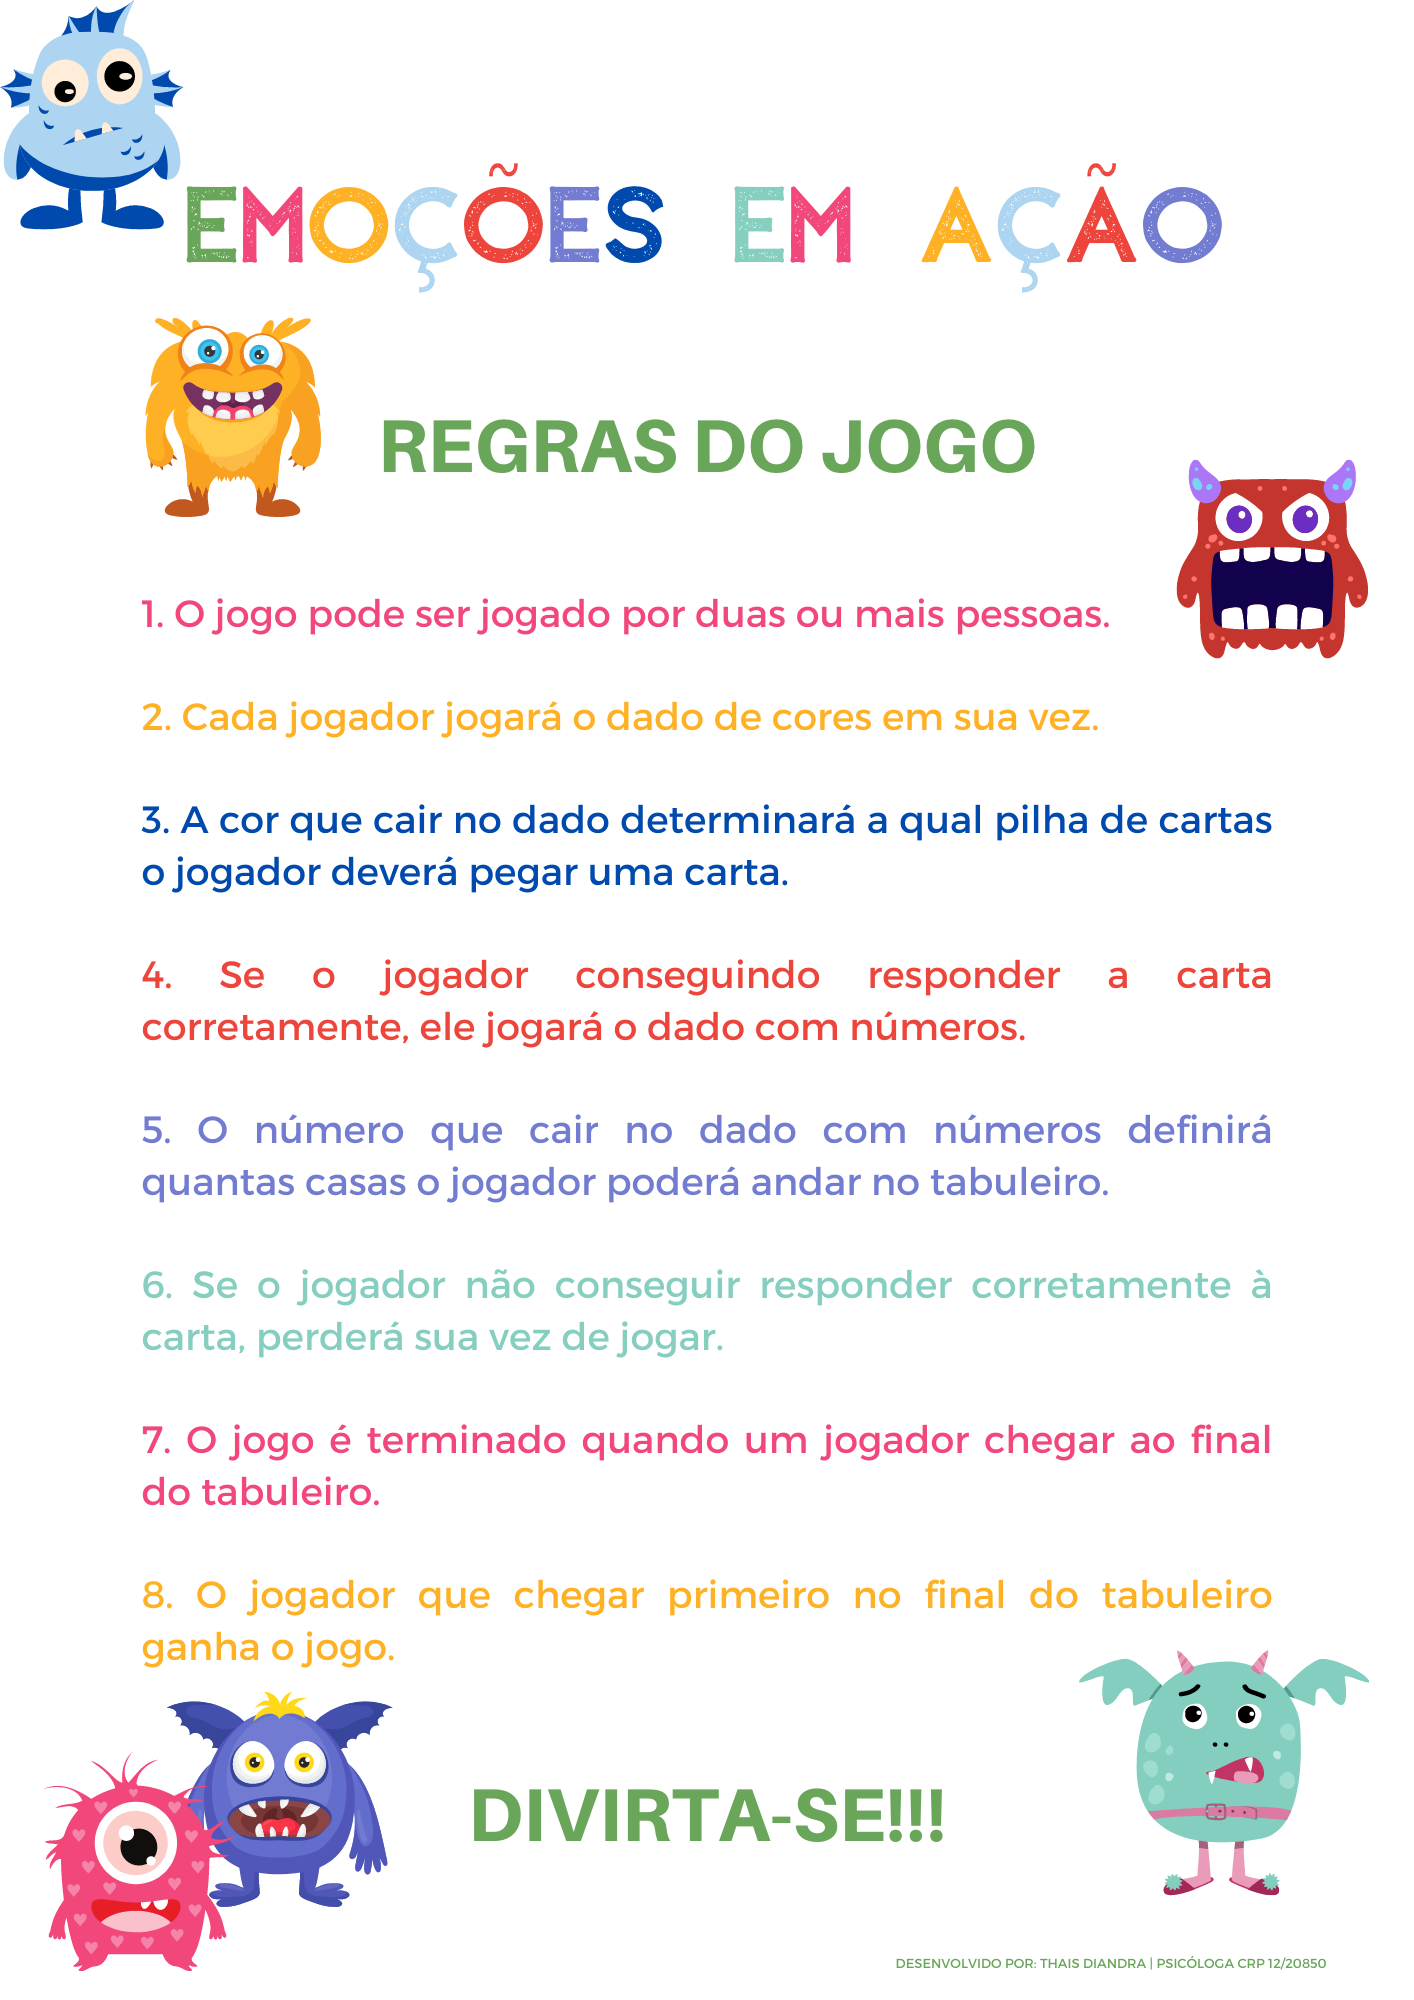 EMOÇÕES EM AÇÃO
REGRAS DO JOGO
1. O jogo pode ser jogado por duas ou mais pessoas.
2. Cada jogador jogará o dado de cores em sua vez.
3. A cor que cair no dado determinará a qual pilha de cartas
o jogador deverá pegar uma carta.
4. Se o jogador conseguindo responder a carta
corretamente, ele jogará o dado com números.
5. O número que cair no dado com números definirá
quantas casas o jogador poderá andar no tabuleiro.
6. Se o jogador não conseguir responder corretamente à
carta, perderá sua vez de jogar.
7. O jogo é terminado quando um jogador chegar ao final
do tabuleiro.
8. O jogador que chegar primeiro no final do tabuleiro
ganha o jogo.
DIVIRTA-SE!!!
DESENVOLVIDO POR: THAIS DIANDRA | PSICÓLOGA CRP 12/20850